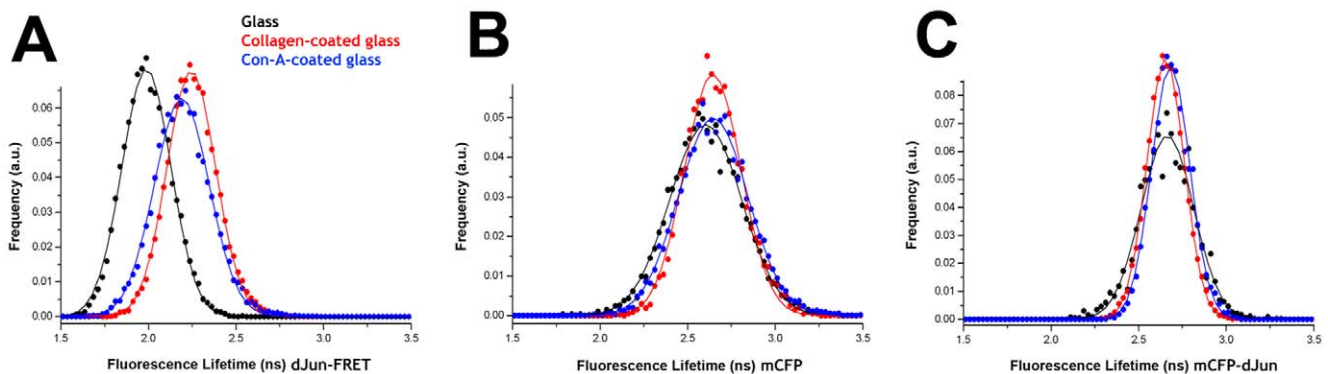 A
Glass
Collagen-coated glass
Con-A-coated glass
Frequency (a.u.)
0.06
0.05
0.04
0.03
0.02
0.01
0.00
1.5 2.0 2.5 3.0 3.5
Fluorescence Lifetime (ns) dJun-FRET
B
Frequency (a.u.)
0.05
0.04
0.03
0.02
0.01
0.00
1.5 2.0 2.5 3.0 3.5
Fluorescence Lifetime (ns) mCFP
C
Frequency (a.u.)
0.08
0.07
0.06
0.05
0.04
0.03
0.02
0.01
0.00
1.5 2.0 2.5 3.0 3.5
Fluorescence Lifetime (ns) mCFP-dJun